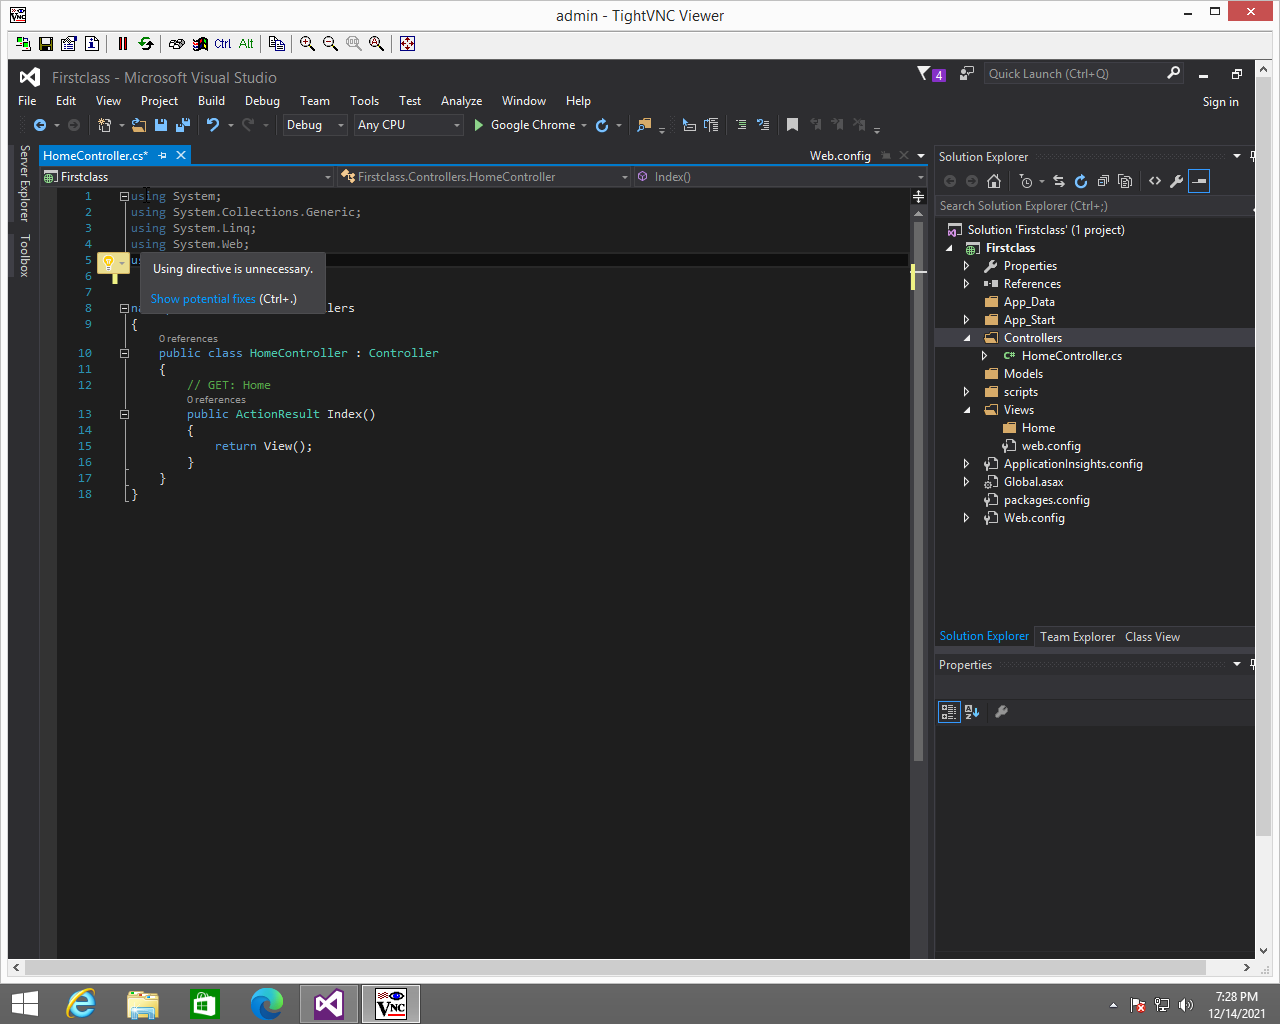 admin - TightVNC Viewer
Ctrl Alt
Firstclass - Microsoft Visual Studio
4
Quick Launch (Ctrl+Q)
File Edit View Project Build Debug Team Tools Test Analyze Window Help
Sign in
Debug Any CPU Google Chrome
Server Explorer
Toolbox
HomeController.cs*
Web.config
Firstclass
Firstclass.Controllers.HomeController
Index()
1 using System;
2 using System.Collections.Generic;
3 using System.Linq;
4 using System.Web;
5
Using directive is unnecessary.
Show potential fixes (Ctrl+.)
6
7
8
9 {
0 references
10 public class HomeController : Controller
11 {
12 // GET: Home
0 references
13 public ActionResult Index()
14 {
15 return View();
16 }
17 }
18 }
Solution Explorer
Search Solution Explorer (Ctrl+;)
Solution 'Firstclass' (1 project)
Firstclass
Properties
References
App_Data
App_Start
Controllers
C# HomeController.cs
Models
scripts
Views
Home
web.config
ApplicationInsights.config
Global.asax
packages.config
Web.config
Solution Explorer Team Explorer Class View
Properties
7:28 PM
12/14/2021